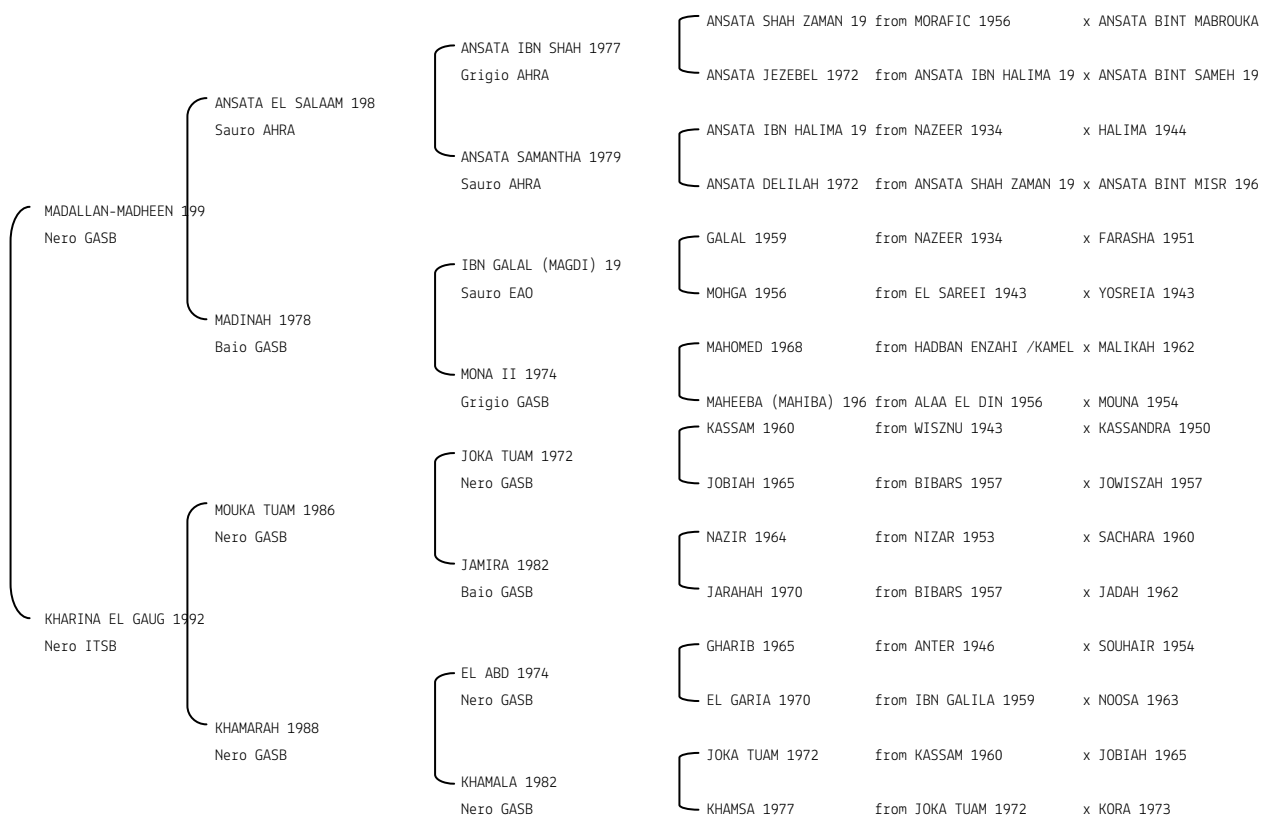 ANSATA SHAH ZAMAN 19 from MORAFIC 1956 x ANSATA BINT MABROUKA
ANSATA IBN SHAH 1977
Grigio AHRA
ANSATA JEZEBEL 1972 from ANSATA IBN HALIMA 19 x ANSATA BINT SAMEH 19
ANSATA EL SALAAM 198
Sauro AHRA
ANSATA IBN HALIMA 19 from NAZEER 1934 x HALIMA 1944
ANSATA SAMANTHA 1979
Sauro AHRA
ANSATA DELILAH 1972 from ANSATA SHAH ZAMAN 19 x ANSATA BINT MISR 196
MADALLAN-MADHEEN 199
Nero GASB
GALAL 1959 from NAZEER 1934 x FARASHA 1951
IBN GALAL (MAGDI) 19
Sauro EAO
MOHGA 1956 from EL SAREEI 1943 x YOSREIA 1943
MADINAH 1978
Baio GASB
MAHOMED 1968 from HADBAN ENZAHI /KAMEL x MALIKAH 1962
MONA II 1974
Grigio GASB
MAHEEBA (MAHIBA) 196 from ALAA EL DIN 1956 x MOUNA 1954
KASSAM 1960 from WISZNU 1943 x KASSANDRA 1950
JOKA TUAM 1972
Nero GASB
JOBIAH 1965 from BIBARS 1957 x JOWISZAH 1957
MOUKA TUAM 1986
Nero GASB
NAZIR 1964 from NIZAR 1953 x SACHARA 1960
JAMIRA 1982
Baio GASB
JARAHAH 1970 from BIBARS 1957 x JADAH 1962
KHARINA EL GAUG 1992
Nero ITSB
GHARIB 1965 from ANTER 1946 x SOUHAIR 1954
EL ABD 1974
Nero GASB
EL GARIA 1970 from IBN GALILA 1959 x NOOSA 1963
KHAMARAH 1988
Nero GASB
JOKA TUAM 1972 from KASSAM 1960 x JOBIAH 1965
KHAMALA 1982
Nero GASB
KHAMSA 1977 from JOKA TUAM 1972 x KORA 1973